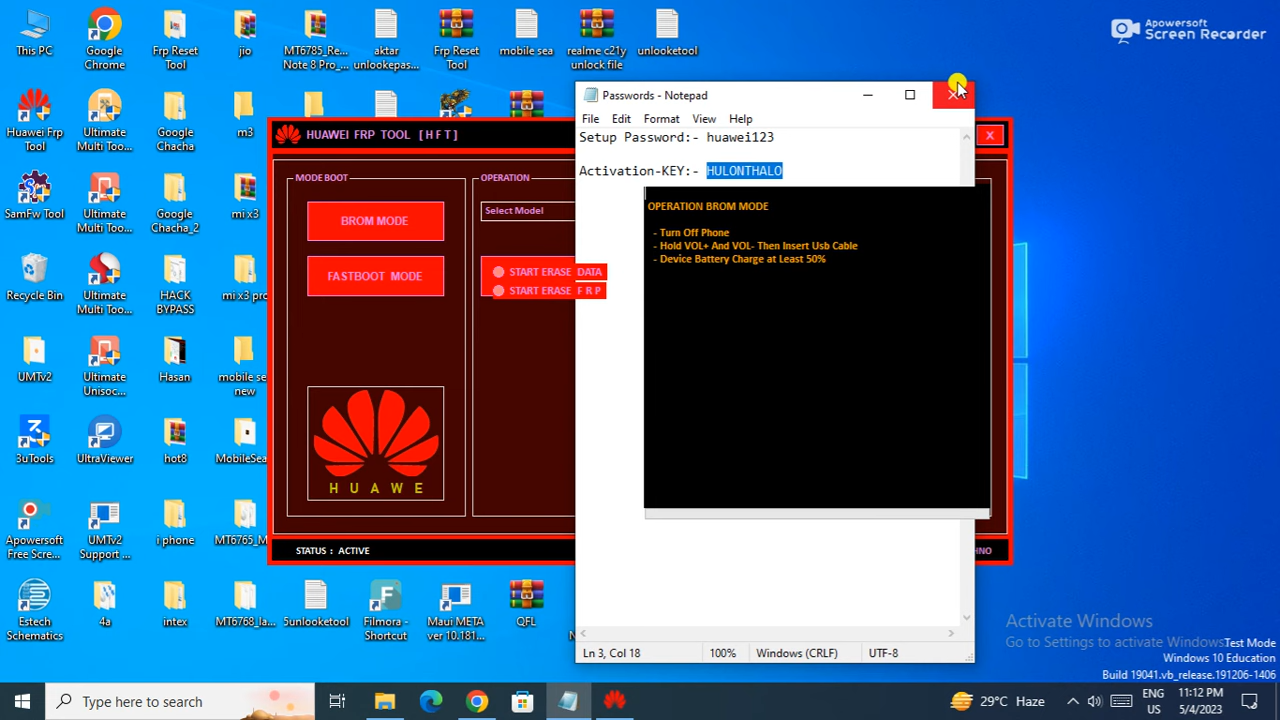 This PC
Google Chrome
Frp Reset Tool
jio
MT6785_Re... Note 8 Pro_...
aktar unlookepas...
Frp Reset Tool
mobile sea
realme c21y unlock file
unlooketool
Apowersoft
Screen Recorder
Huawei Frp Tool
Ultimate Multi Too...
Google Chacha
m3
SamFw Tool
Ultimate Multi Too...
Google Chacha_2
mi x3
Recycle Bin
Ultimate Multi Too...
HACK BYPASS
mi x3 pro
UMTv2
Ultimate Unisoc...
Hasan
mobile se new
3uTools
UltraViewer
hot8
MobileSea
Apowersoft Free Scre...
UMTv2 Support ...
i phone
MT6765_M
Estech Schematics
4a
intex
MT6768_la...
5unlooketool
Filmora - Shortcut
Maui META ver 10.181...
QFL
HUAWEI FRP TOOL [ H F T ]
X
MODE BOOT
BROM MODE
FASTBOOT MODE
HUAWE
OPERATION
Select Model
START ERASE DATA
START ERASE F R P
STATUS : ACTIVE
HNO
Passwords - Notepad
File Edit Format View Help
Setup Password:- huawei123
Activation-KEY:- HULONTHALO
OPERATION BROM MODE
- Turn Off Phone
- Hold VOL+ And VOL- Then Insert Usb Cable
- Device Battery Charge at Least 50%
Ln 3, Col 18
100%
Windows (CRLF)
UTF-8
Activate Windows
Go to Settings to activate Windows
Test Mode
Windows 10 Education
Build 19041.vb_release.191206-1406
Type here to search
29°C Haze
ENG
US
11:12 PM
5/4/2023